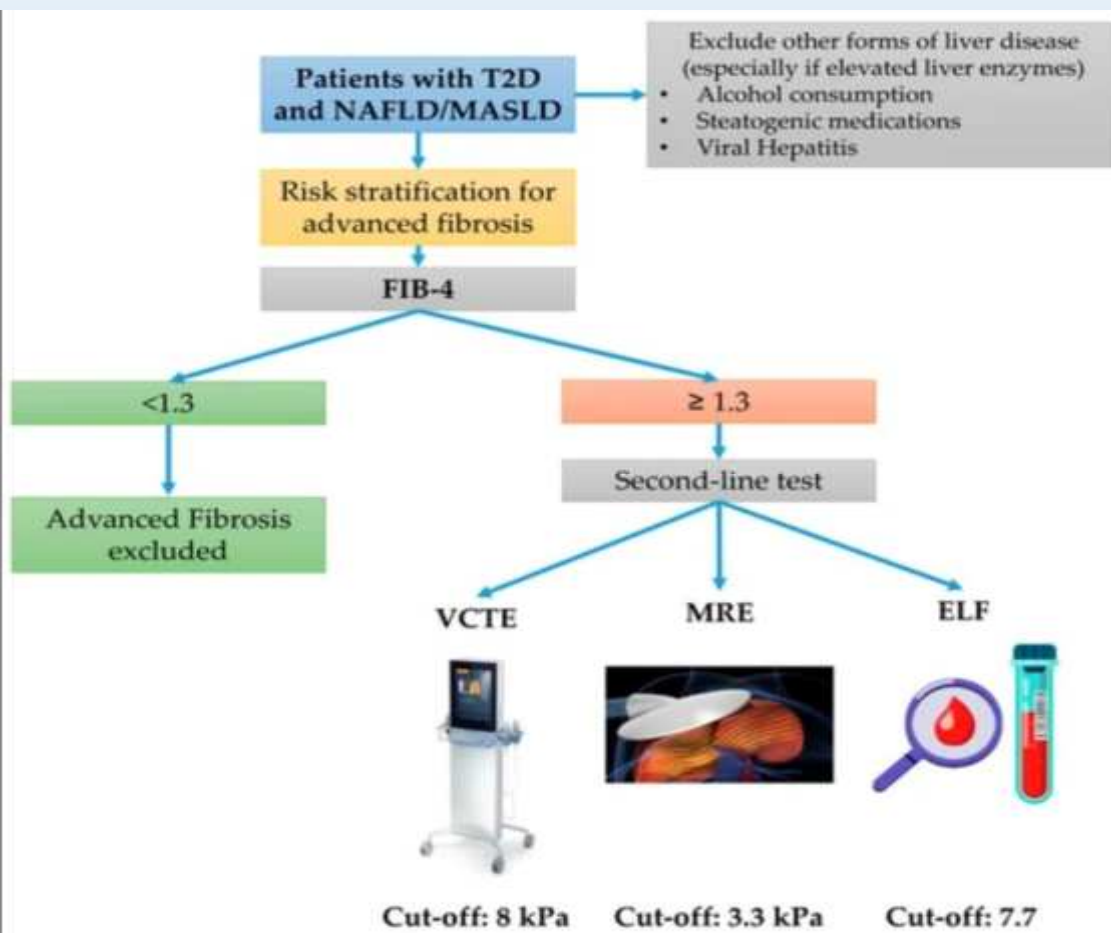 Patients with T2D
and NAFLD/MASLD
Exclude other forms of liver disease
(especially if elevated liver enzymes)
• Alcohol consumption
• Steatogenic medications
• Viral Hepatitis
Risk stratification for
advanced fibrosis
FIB-4
<1.3
≥ 1.3
Second-line test
Advanced Fibrosis
excluded
VCTE
MRE
ELF
Cut-off: 8 kPa
Cut-off: 3.3 kPa
Cut-off: 7.7